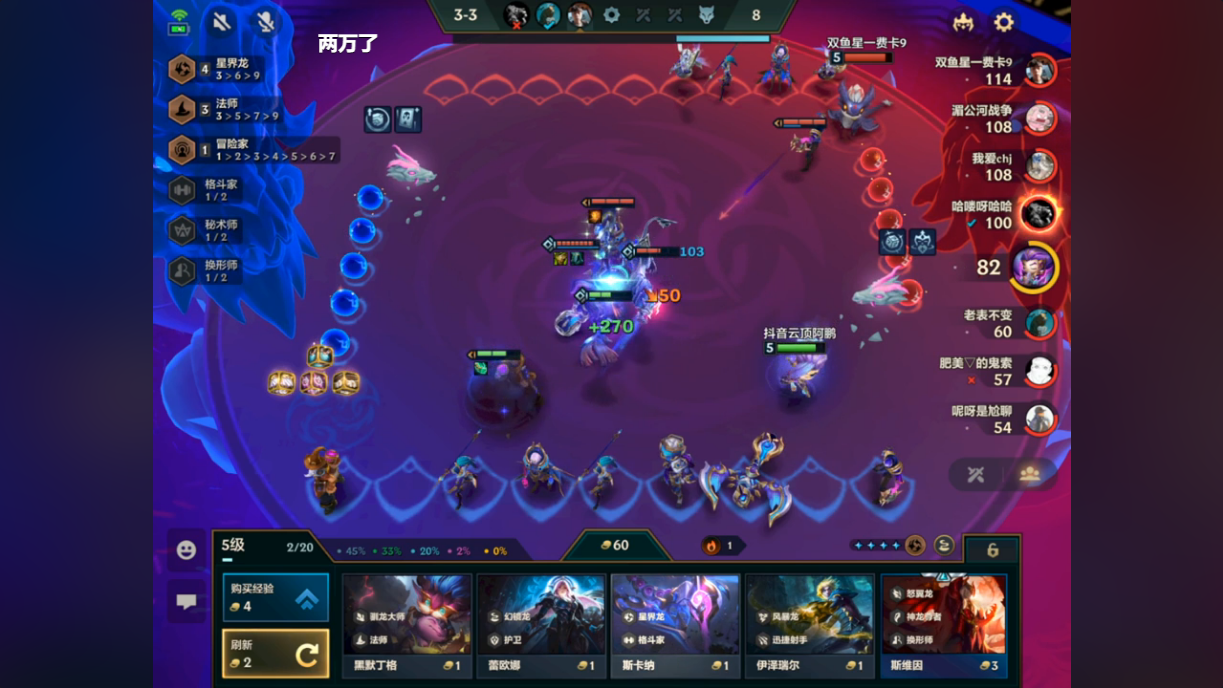 3-3
8
两万了
双鱼星一费卡9
5
4 星界龙
3 > 6 > 9
3 法师
3 > 5 > 7 > 9
1 冒险家
1 > 2 > 3 > 4 > 5 > 6 > 7
格斗家
1 / 2
秘术师
1 / 2
换形师
1 / 2
双鱼星一费卡9
114
湄公河战争
108
我爱chj
108
哈喽呀哈哈
100
82
老表不变
60
肥美♡的鬼索
57
呢呀是尬聊
54
103
50
+270
抖音云顶阿鹏
5
5级
2/20
45% 33% 20% 2% 0%
60
1
购买经验
4
刷新
2
驯龙大师
法师
黑默丁格 1
幻镜龙
护卫
蕾欧娜 1
星界龙
格斗家
斯卡纳 1
风暴龙
迅捷射手
伊泽瑞尔 1
怒翼龙
神龙尊者
换形师
斯维因 3